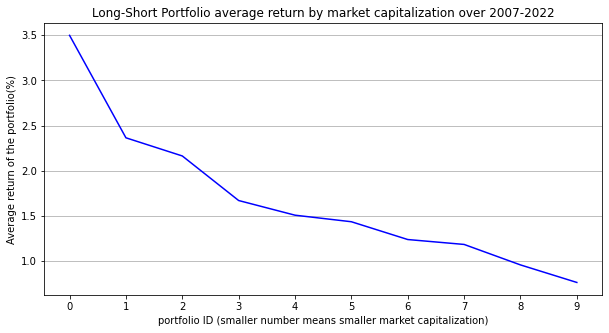 Long-Short Portfolio average return by market capitalization over 2007-2022
Average return of the portfolio(%)
3.5
3.0
2.5
2.0
1.5
1.0
0 1 2 3 4 5 6 7 8 9
portfolio ID (smaller number means smaller market capitalization)